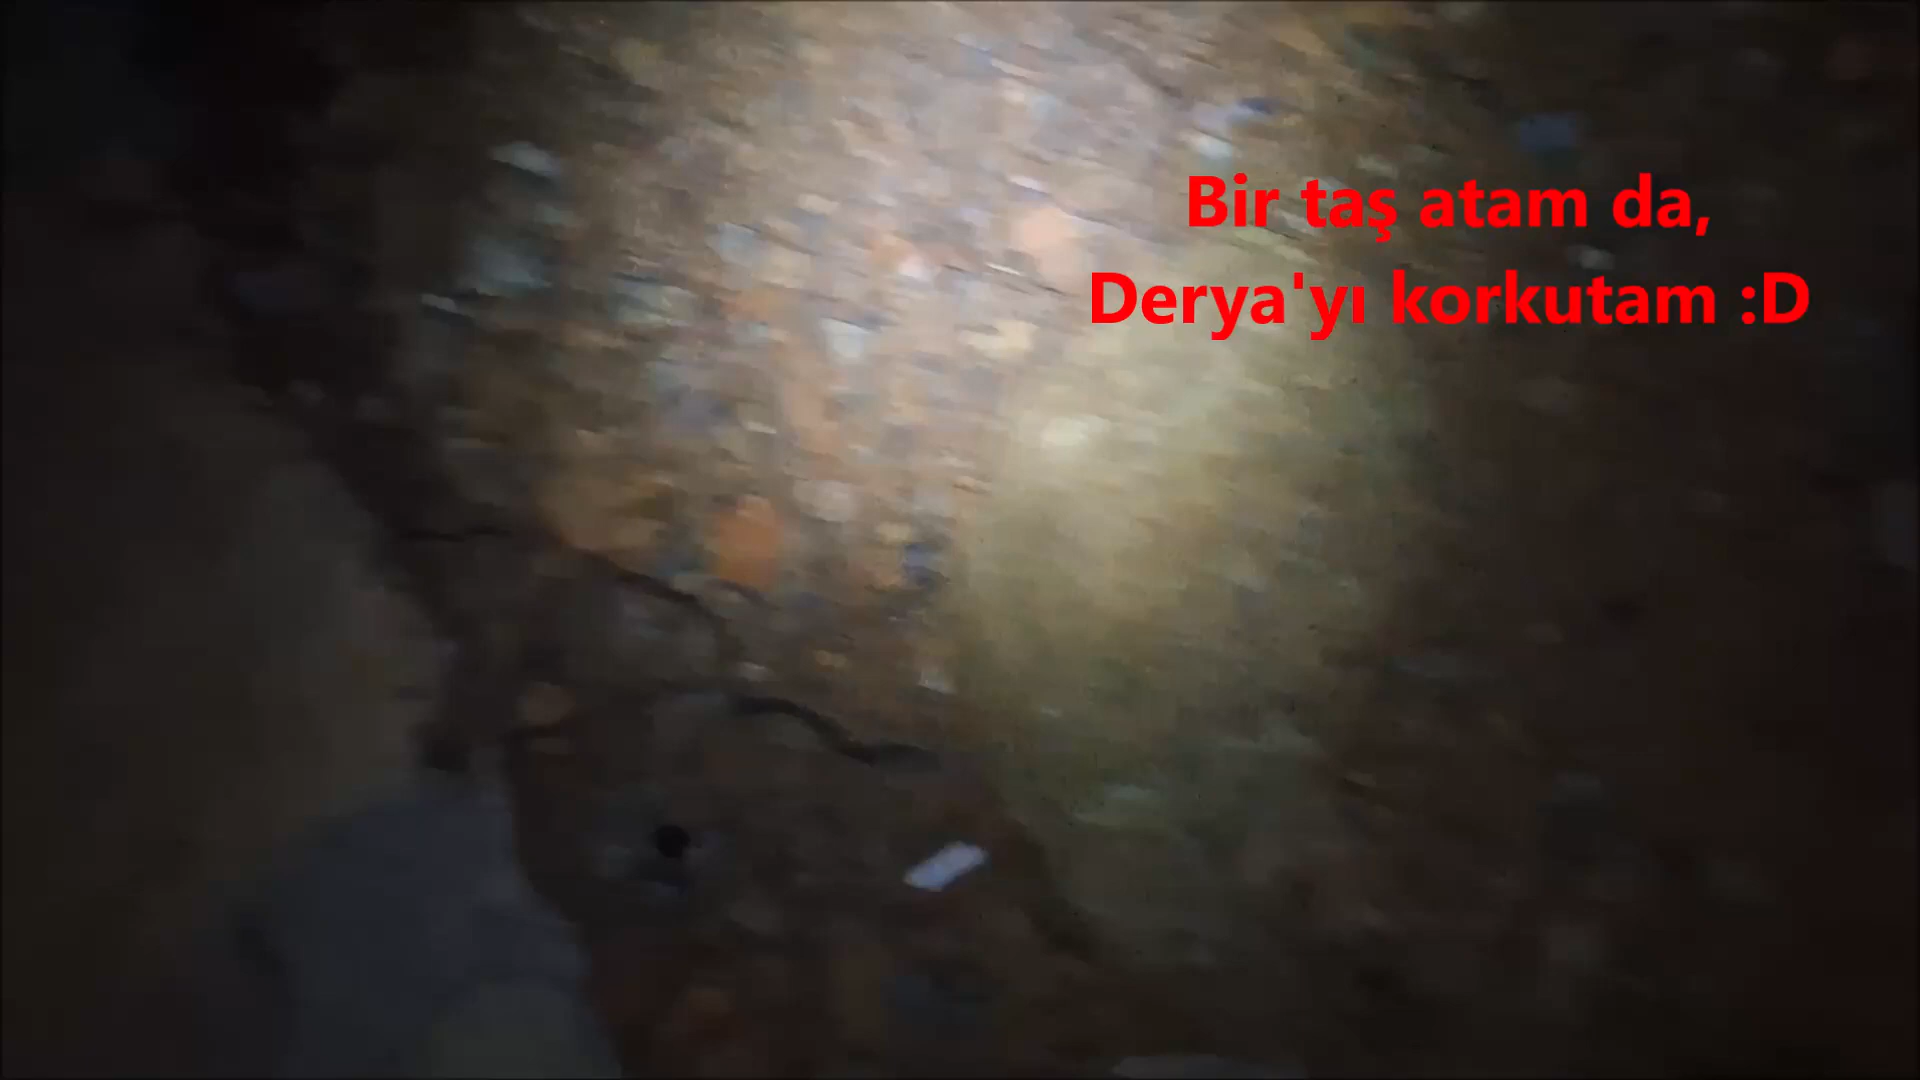 Bir taş atam da,
Derya'yı korkutam :D